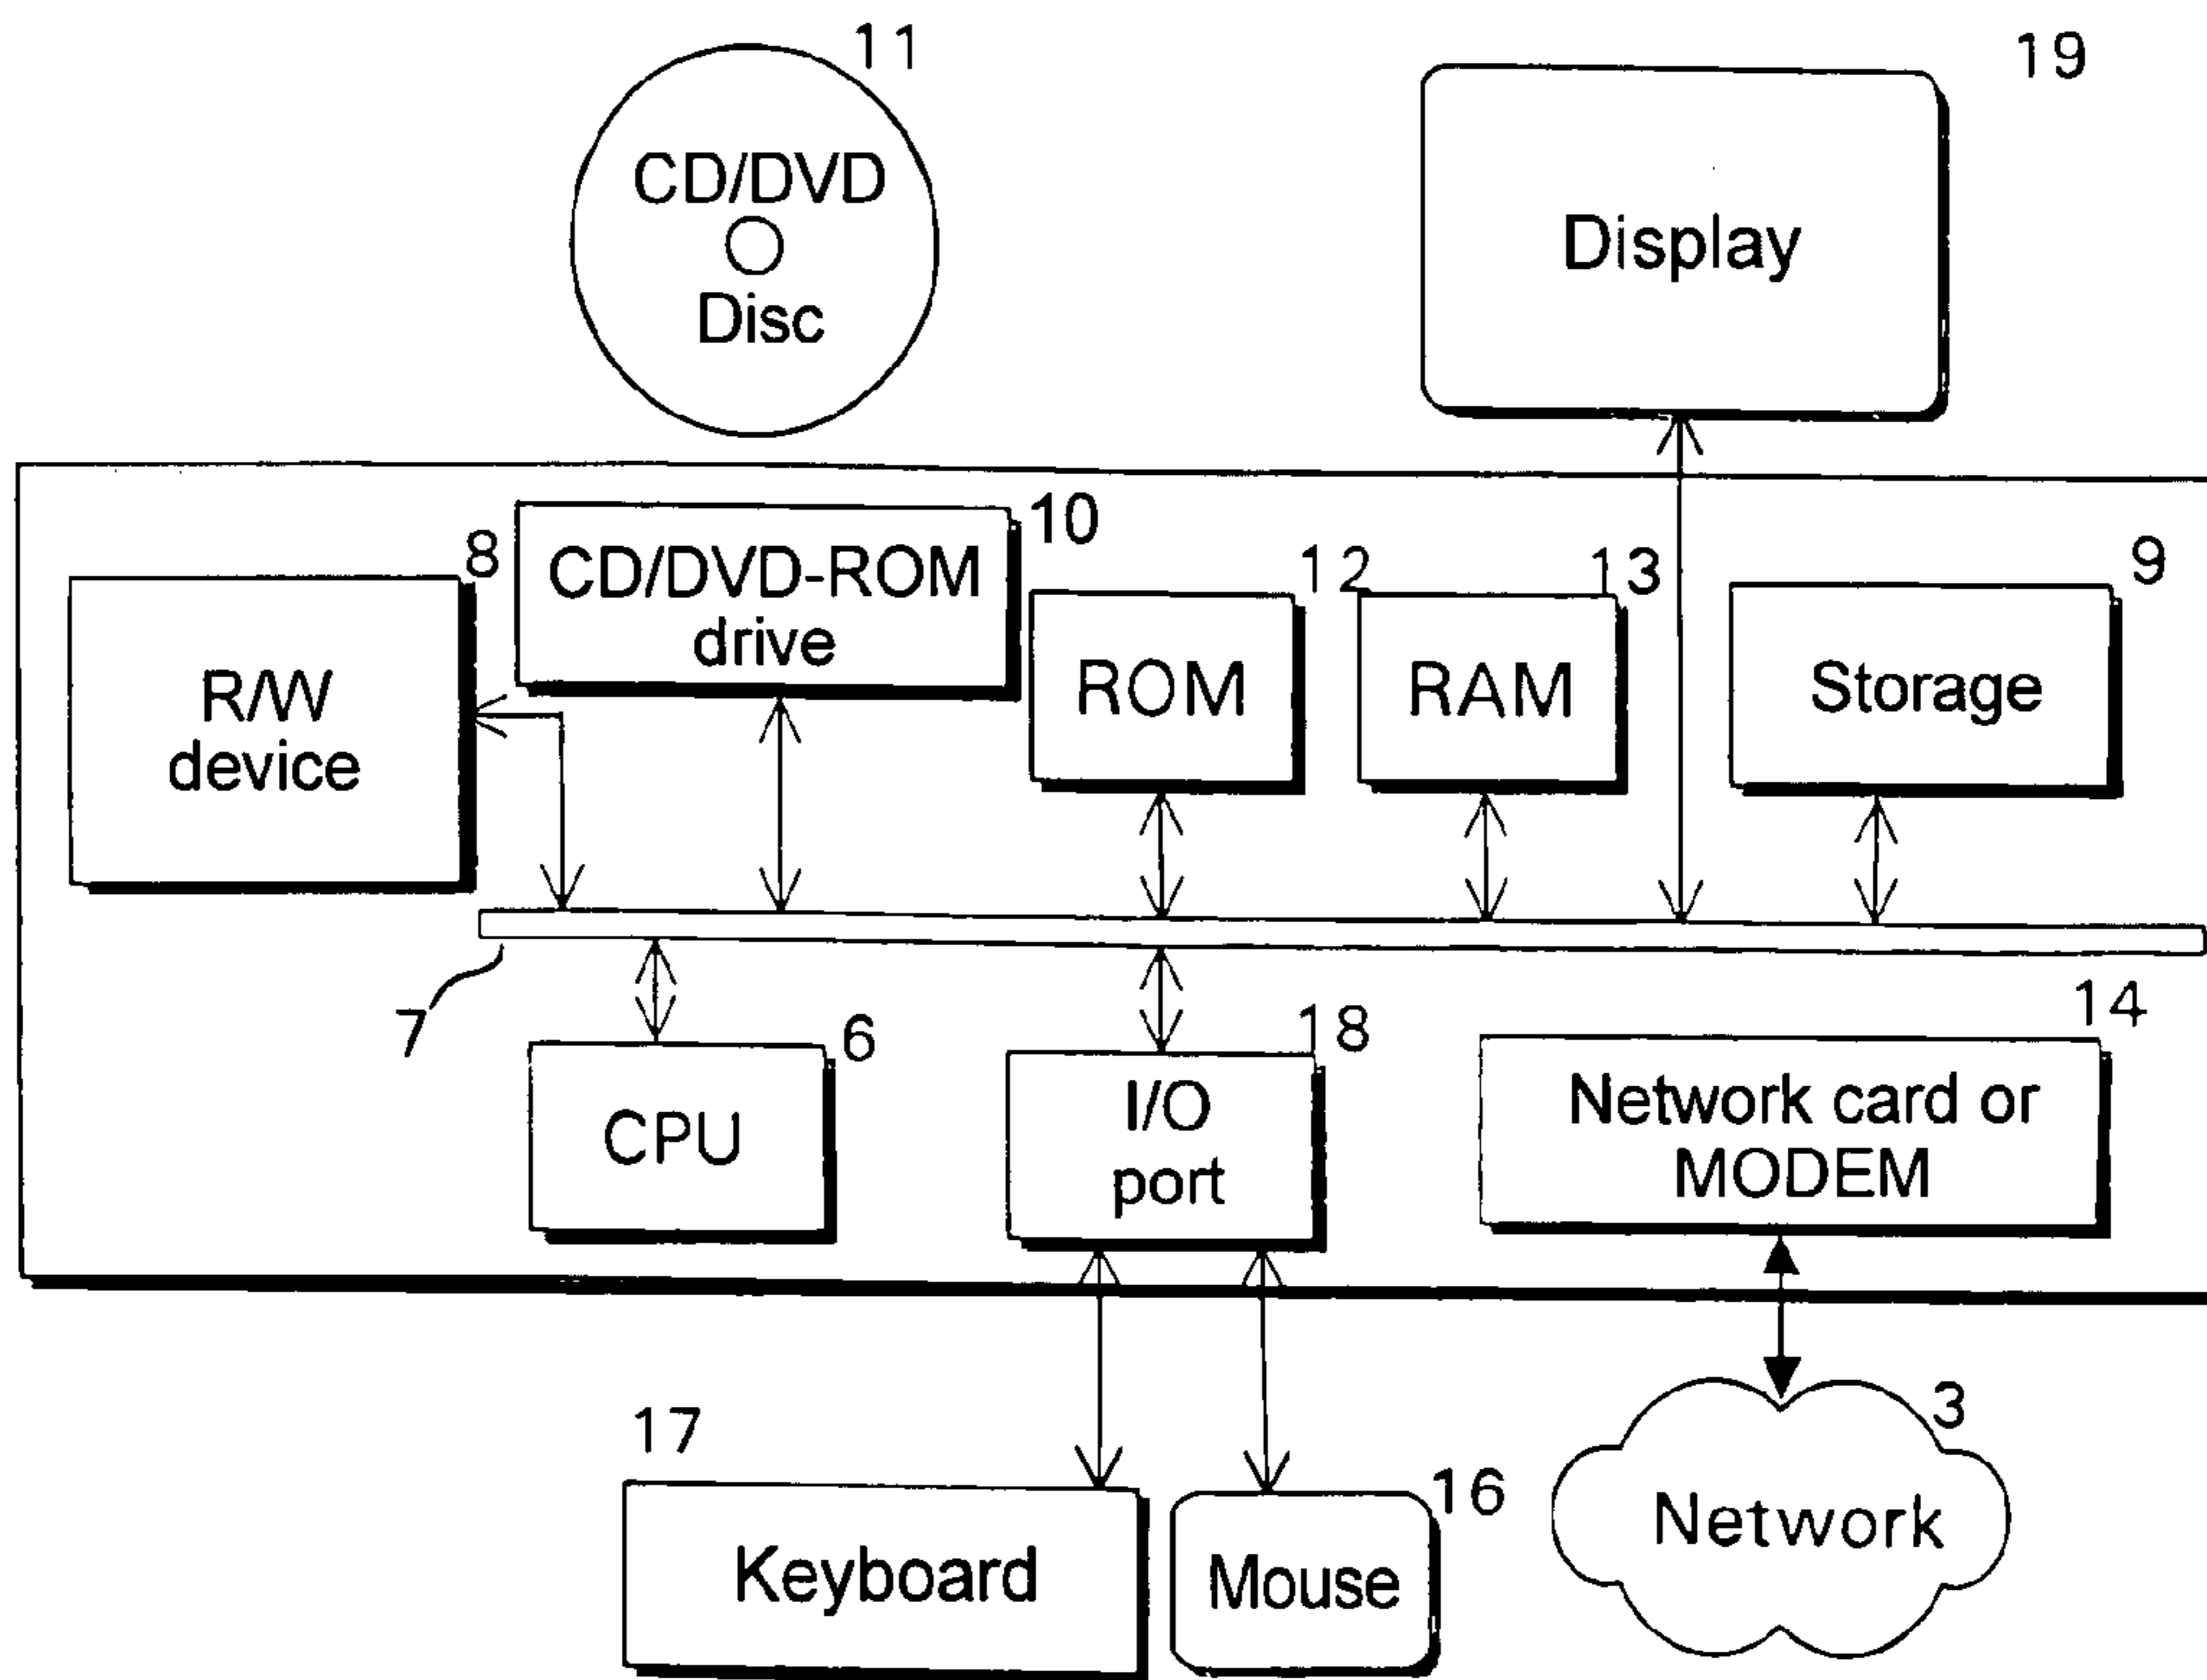 11
CD/DVD
Disc
19
Display
8
R/W
device
10
CD/DVD-ROM
drive
12
ROM
13
RAM
9
Storage
7
6
CPU
18
I/O
port
14
Network card or
MODEM
17
Keyboard
16
Mouse
3
Network